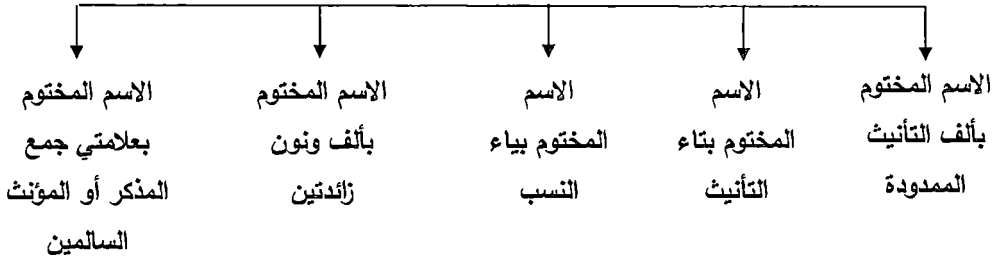 الاسم المختوم
بألف التأنيث
الممدودة
الاسم
المختوم بتاء
التأنيث
الاسم
المختوم بياء
النسب
الاسم المختوم
بألف ونون
زائدتين
الاسم المختوم
بعلامتي جمع
المذكر أو المؤنث
السالمين